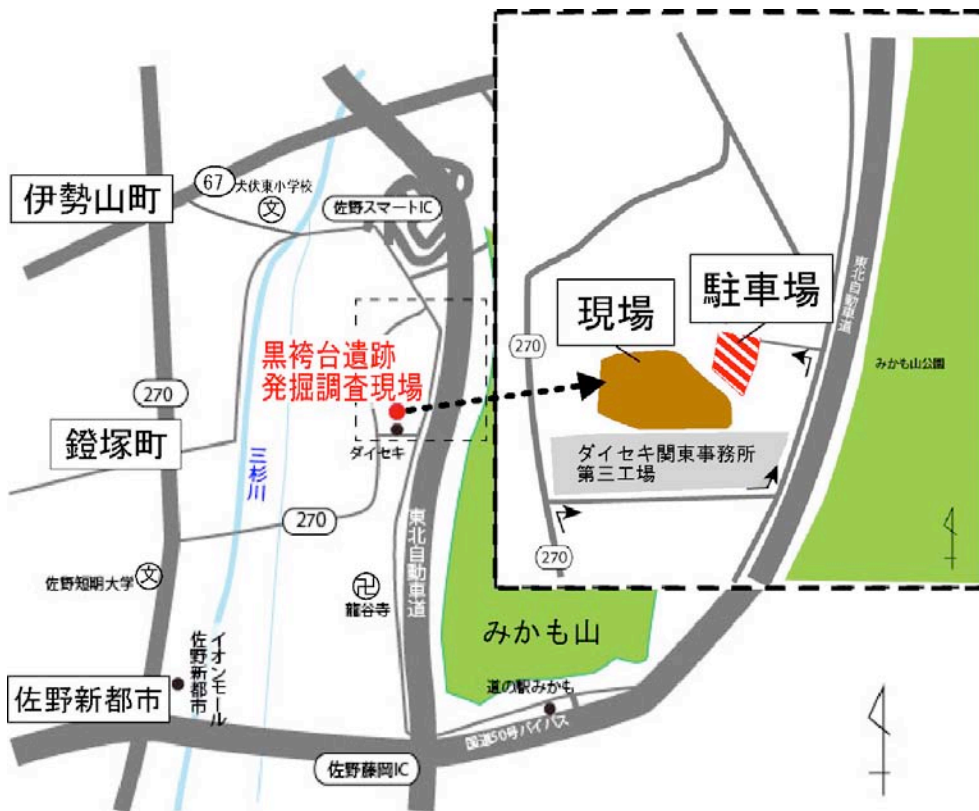 伊勢山町
67
犬伏東小学校
文
佐野スマートIC
黒袴台遺跡
発掘調査現場
ダイセキ
270
鐙塚町
三杉川
270
佐野短期大学
文
龍谷寺
卍
東北自動車道
みかも山
佐野新都市
イオンモール
佐野新都市
道の駅みかも
国道50号バイパス
佐野藤岡IC
駐車場
現場
270
東北自動車道
みかも山公園
ダイセキ関東事務所
第三工場
270